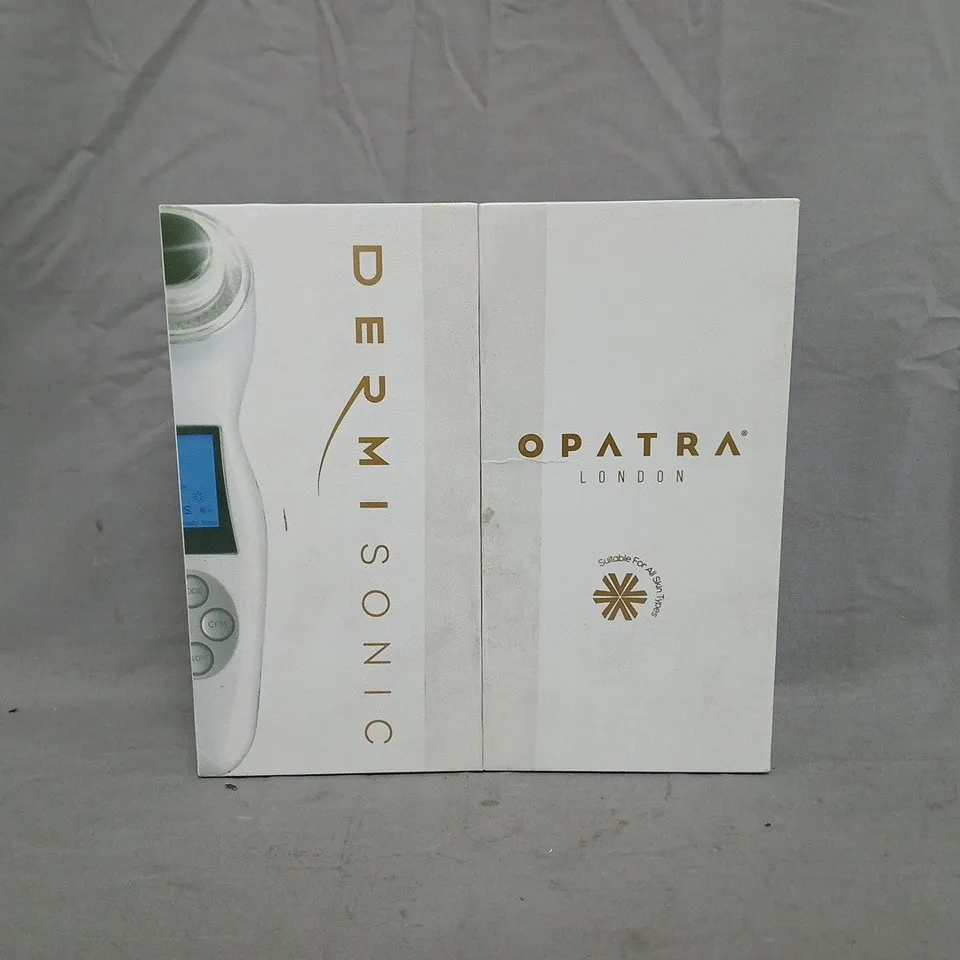 DERMISONIC
OPATRA®
LONDON
Suitable For All Skin Types